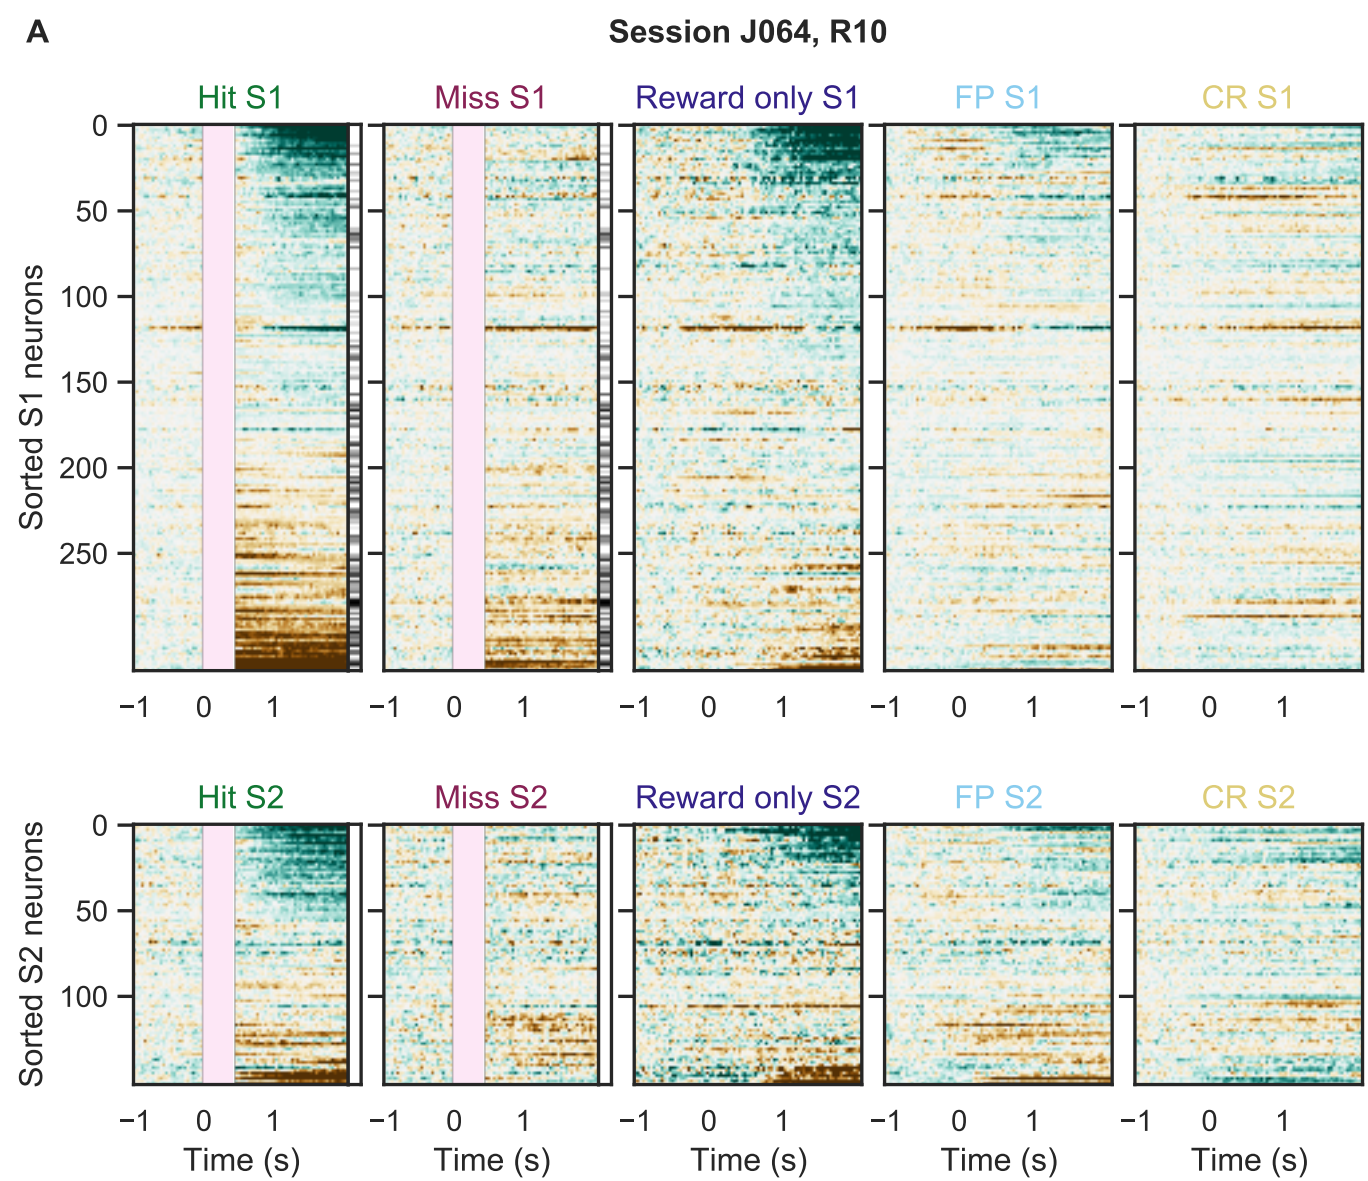 A
Session J064, R10
Hit S1
Miss S1
Reward only S1
FP S1
CR S1
Sorted S1 neurons
0
50
100
150
200
250
−1 0 1
−1 0 1
−1 0 1
−1 0 1
−1 0 1
Hit S2
Miss S2
Reward only S2
FP S2
CR S2
Sorted S2 neurons
0
50
100
−1 0 1
−1 0 1
−1 0 1
−1 0 1
−1 0 1
Time (s)
Time (s)
Time (s)
Time (s)
Time (s)